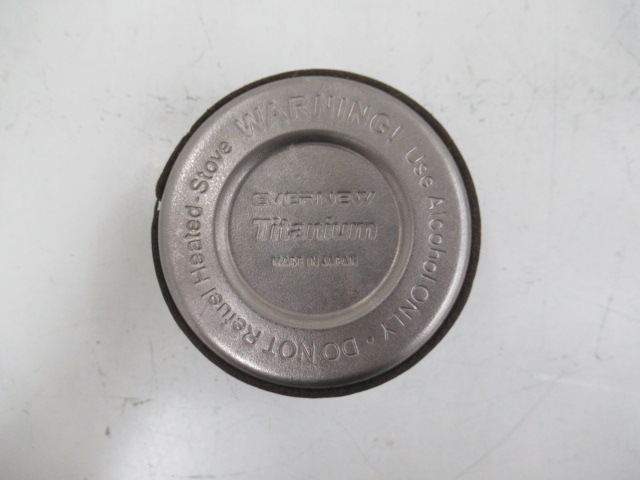 WARNING! Use Alcohol ONLY • DO NOT Refuel Heated-Stove
EVERNEW
Titanium
MADE IN JAPAN